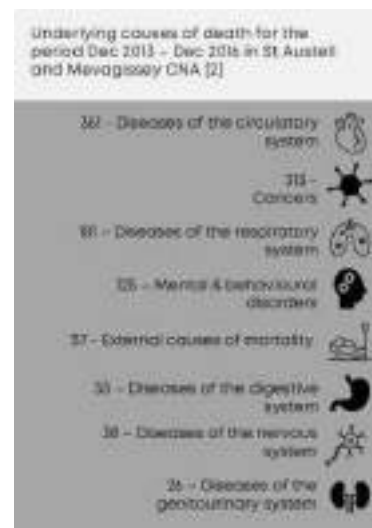 Underlying causes of death for the
period Dec 2013 - Dec 2016 in St Austell
and Mevagissey CNA [2]
- Diseases of the circulatory
system
313 -
Cancers
- Diseases of the respiratory
system
- Mental & behavioural
disorders
- External causes of mortality
- Diseases of the digestive
system
- Diseases of the nervous
system
26 - Diseases of the
genitourinary system